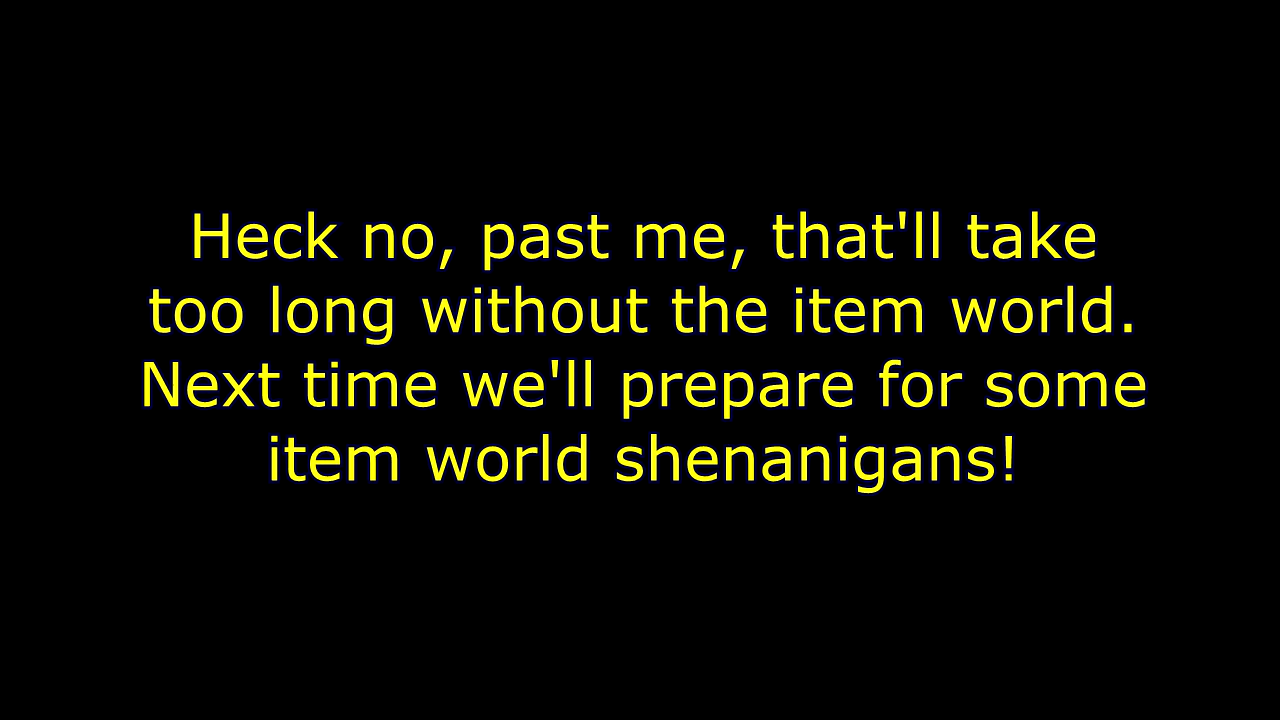 Heck no, past me, that'll take
too long without the item world.
Next time we'll prepare for some
item world shenanigans!